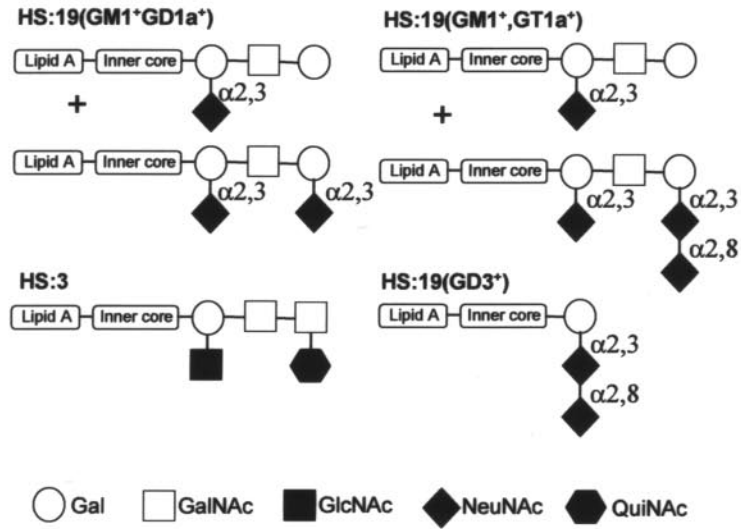 HS:19(GM1⁺GD1a⁺)
Lipid A Inner core
α2,3
+
Lipid A Inner core
α2,3 α2,3
HS:19(GM1⁺,GT1a⁺)
Lipid A Inner core
α2,3
+
Lipid A Inner core
α2,3 α2,3
α2,8
HS:3
Lipid A Inner core
HS:19(GD3⁺)
Lipid A Inner core
α2,3
α2,8
Gal GalNAc GlcNAc NeuNAc QuiNAc